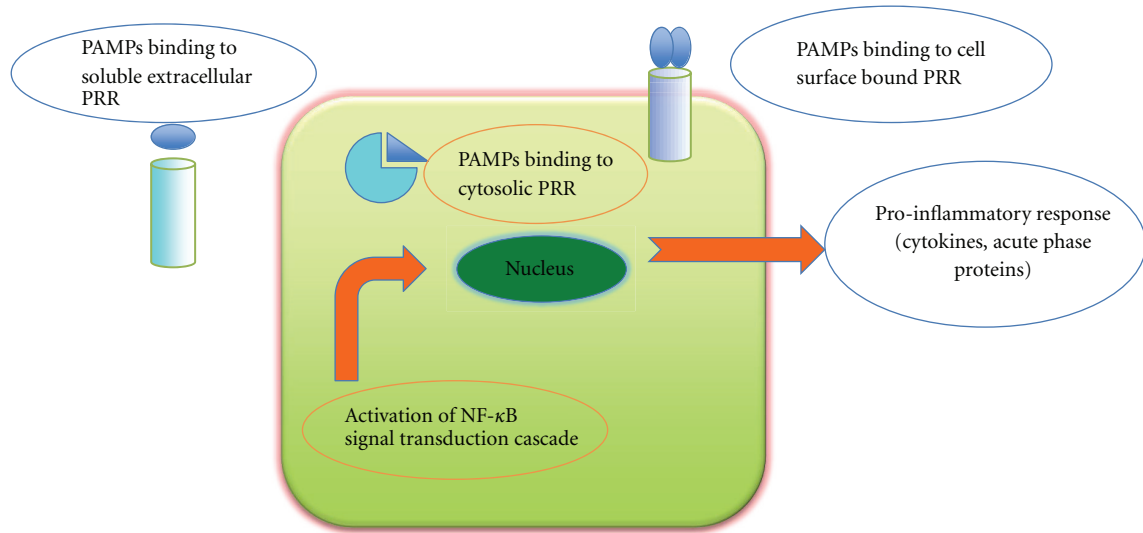 PAMPs binding to
soluble extracellular
PRR
PAMPs binding to cell
surface bound PRR
PAMPs binding to
cytosolic PRR
Pro-inflammatory response
(cytokines, acute phase
proteins)
Nucleus
Activation of NF-κB
signal transduction cascade